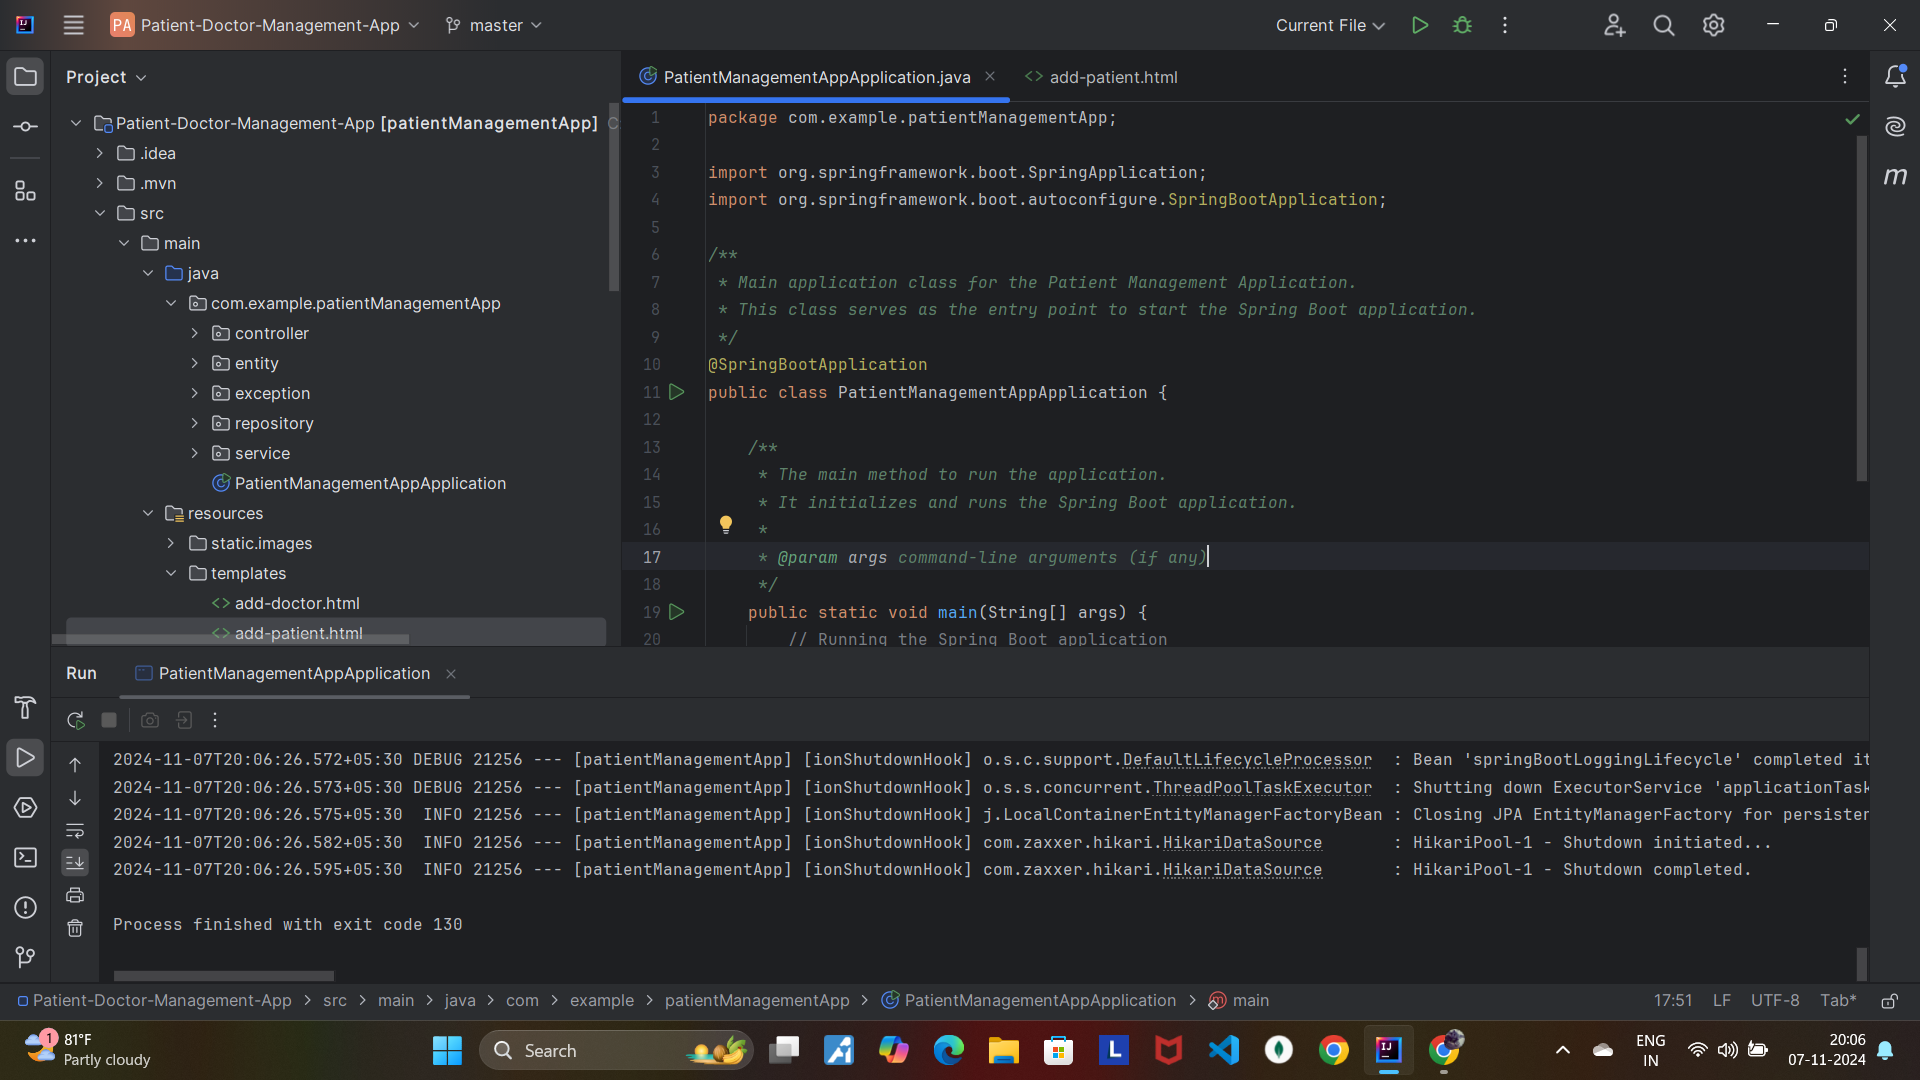 PA Patient-Doctor-Management-App master Current File
Project
Patient-Doctor-Management-App [patientManagementApp] C:
.idea
.mvn
src
main
java
com.example.patientManagementApp
controller
entity
exception
repository
service
PatientManagementAppApplication
resources
static.images
templates
add-doctor.html
add-patient.html
PatientManagementAppApplication.java add-patient.html
1 package com.example.patientManagementApp;
2
3 import org.springframework.boot.SpringApplication;
4 import org.springframework.boot.autoconfigure.SpringBootApplication;
5
6 /**
7 * Main application class for the Patient Management Application.
8 * This class serves as the entry point to start the Spring Boot application.
9 */
10 @SpringBootApplication
11 public class PatientManagementAppApplication {
12
13 /**
14 * The main method to run the application.
15 * It initializes and runs the Spring Boot application.
16 *
17 * @param args command-line arguments (if any)
18 */
19 public static void main(String[] args) {
20 // Running the Spring Boot application
Run PatientManagementAppApplication
2024-11-07T20:06:26.572+05:30 DEBUG 21256 --- [patientManagementApp] [ionShutdownHook] o.s.c.support.DefaultLifecycleProcessor : Bean 'springBootLoggingLifecycle' completed it
2024-11-07T20:06:26.573+05:30 DEBUG 21256 --- [patientManagementApp] [ionShutdownHook] o.s.s.concurrent.ThreadPoolTaskExecutor : Shutting down ExecutorService 'applicationTask
2024-11-07T20:06:26.575+05:30 INFO 21256 --- [patientManagementApp] [ionShutdownHook] j.LocalContainerEntityManagerFactoryBean : Closing JPA EntityManagerFactory for persisten
2024-11-07T20:06:26.582+05:30 INFO 21256 --- [patientManagementApp] [ionShutdownHook] com.zaxxer.hikari.HikariDataSource : HikariPool-1 - Shutdown initiated...
2024-11-07T20:06:26.595+05:30 INFO 21256 --- [patientManagementApp] [ionShutdownHook] com.zaxxer.hikari.HikariDataSource : HikariPool-1 - Shutdown completed.
Process finished with exit code 130
Patient-Doctor-Management-App > src > main > java > com > example > patientManagementApp > PatientManagementAppApplication > main 17:51 LF UTF-8 Tab*
1 81°F
Partly cloudy
Search
ENG
IN
20:06
07-11-2024